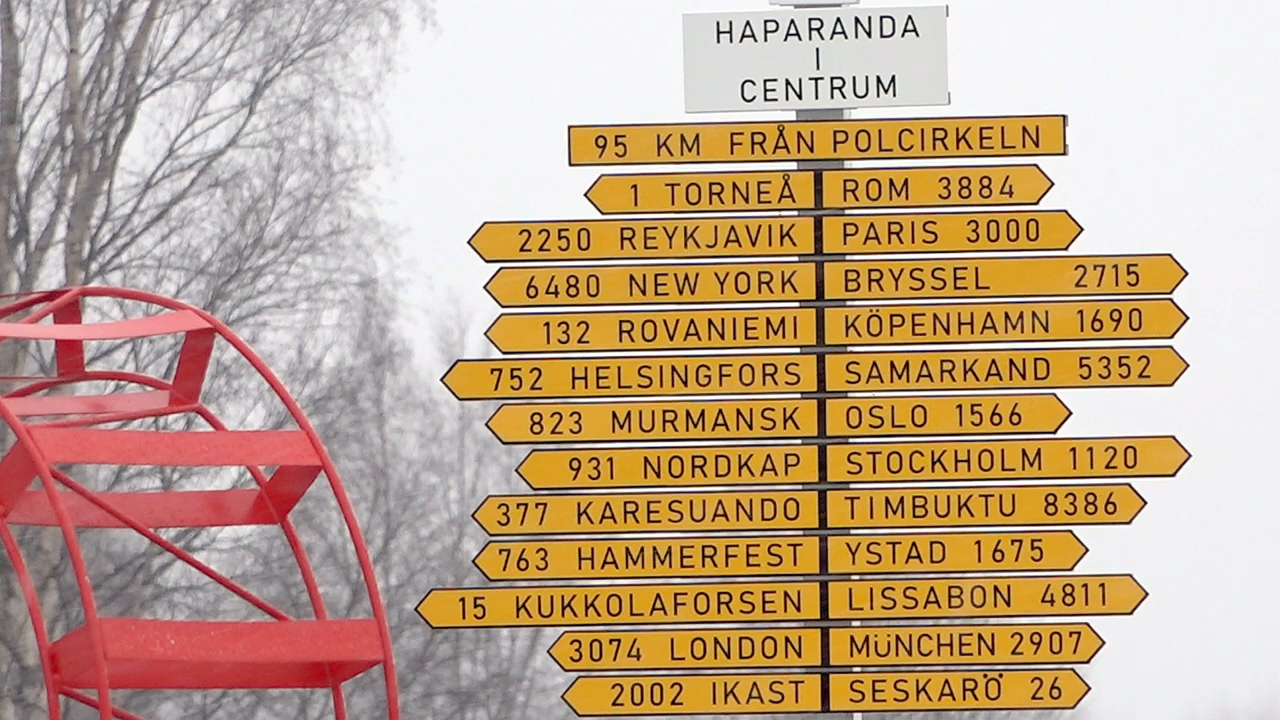 HAPARANDA
I
CENTRUM
95 KM FRÅN POLCIRKELN
1 TORNEÅ ROM 3884
2250 REYKJAVIK PARIS 3000
6480 NEW YORK BRYSSEL 2715
132 ROVANIEMI KÖPENHAMN 1690
752 HELSINGFORS SAMARKAND 5352
823 MURMANSK OSLO 1566
931 NORDKAP STOCKHOLM 1120
377 KARESUANDO TIMBUKTU 8386
763 HAMMERFEST YSTAD 1675
15 KUKKOLAFORSEN LISSABON 4811
3074 LONDON MÜNCHEN 2907
2002 IKAST SESKARÖ 26